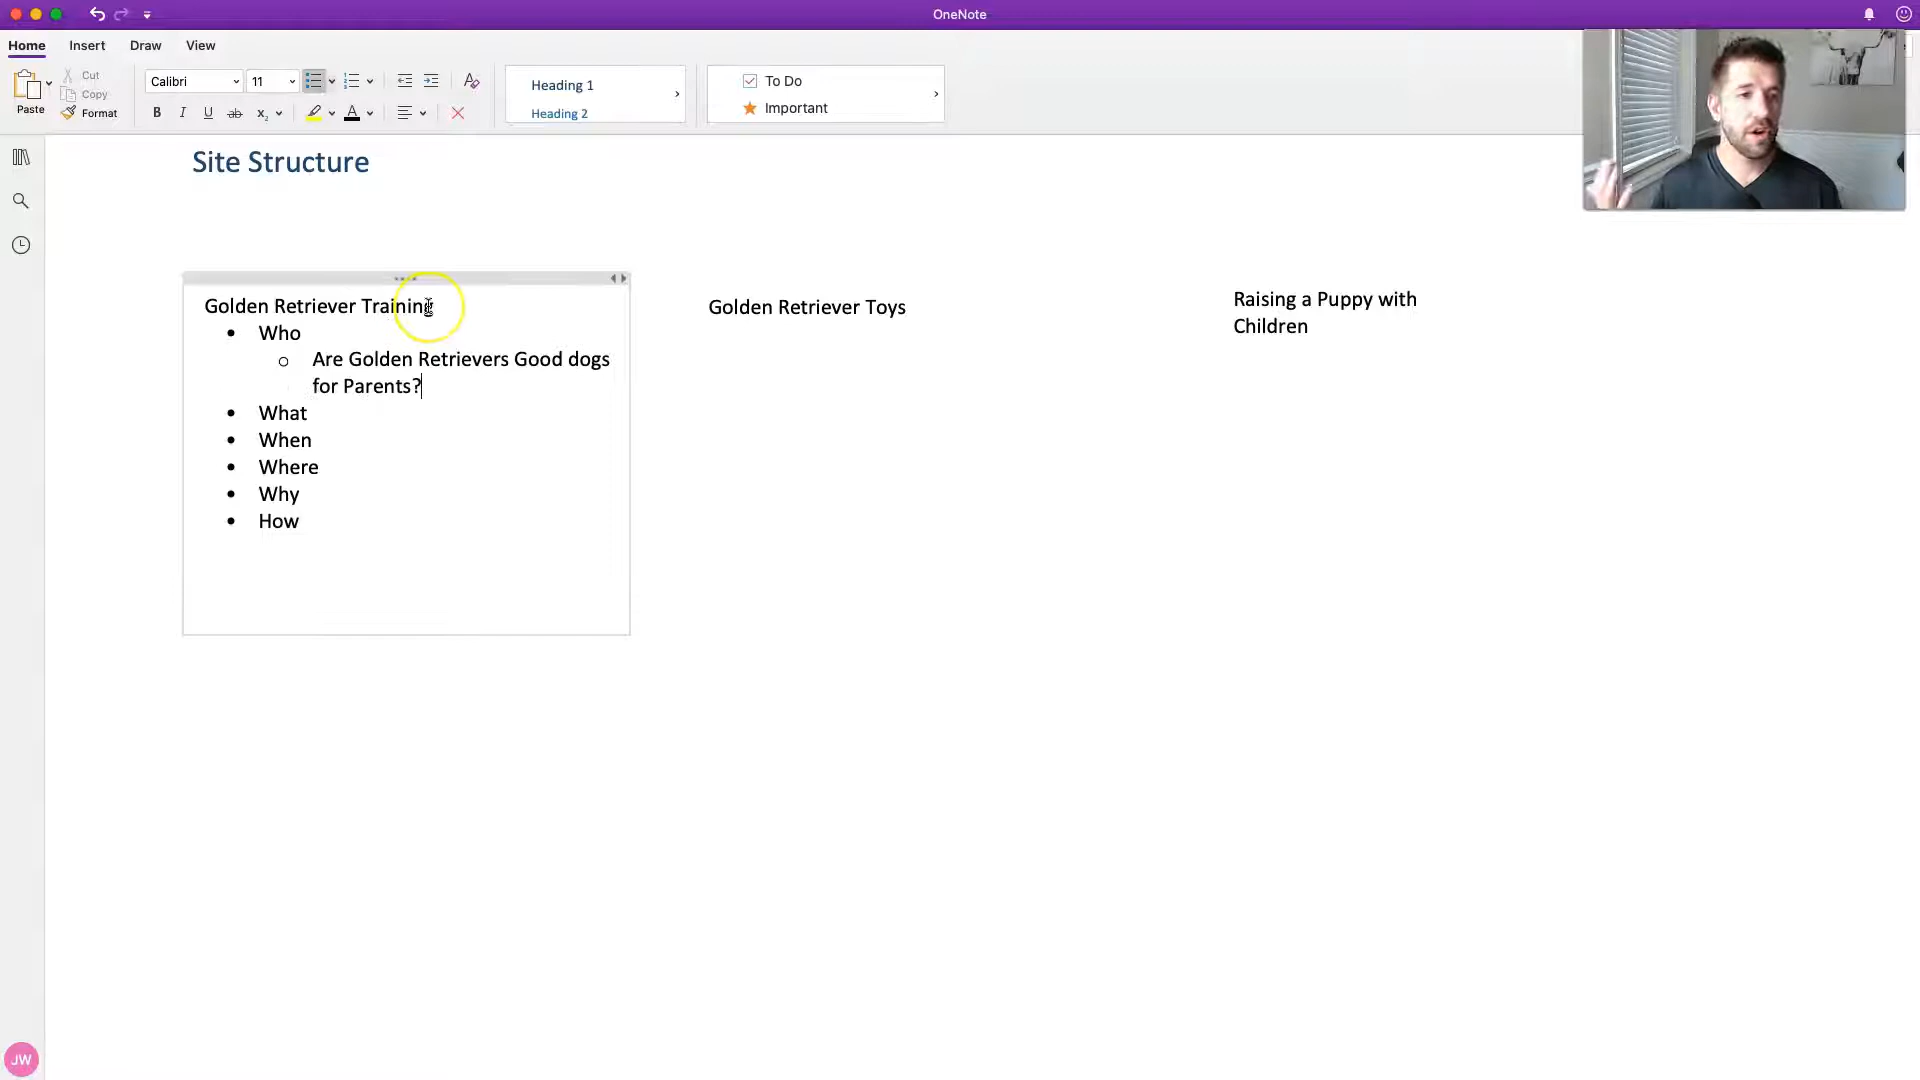 OneNote
Home Insert Draw View
Paste
Cut
Copy
Format
Calibri 11
B I U ab x₂ A
Heading 1
Heading 2
To Do
Important
Site Structure
Golden Retriever Training
• Who
o Are Golden Retrievers Good dogs
for Parents?
• What
• When
• Where
• Why
• How
Golden Retriever Toys
Raising a Puppy with
Children
JW